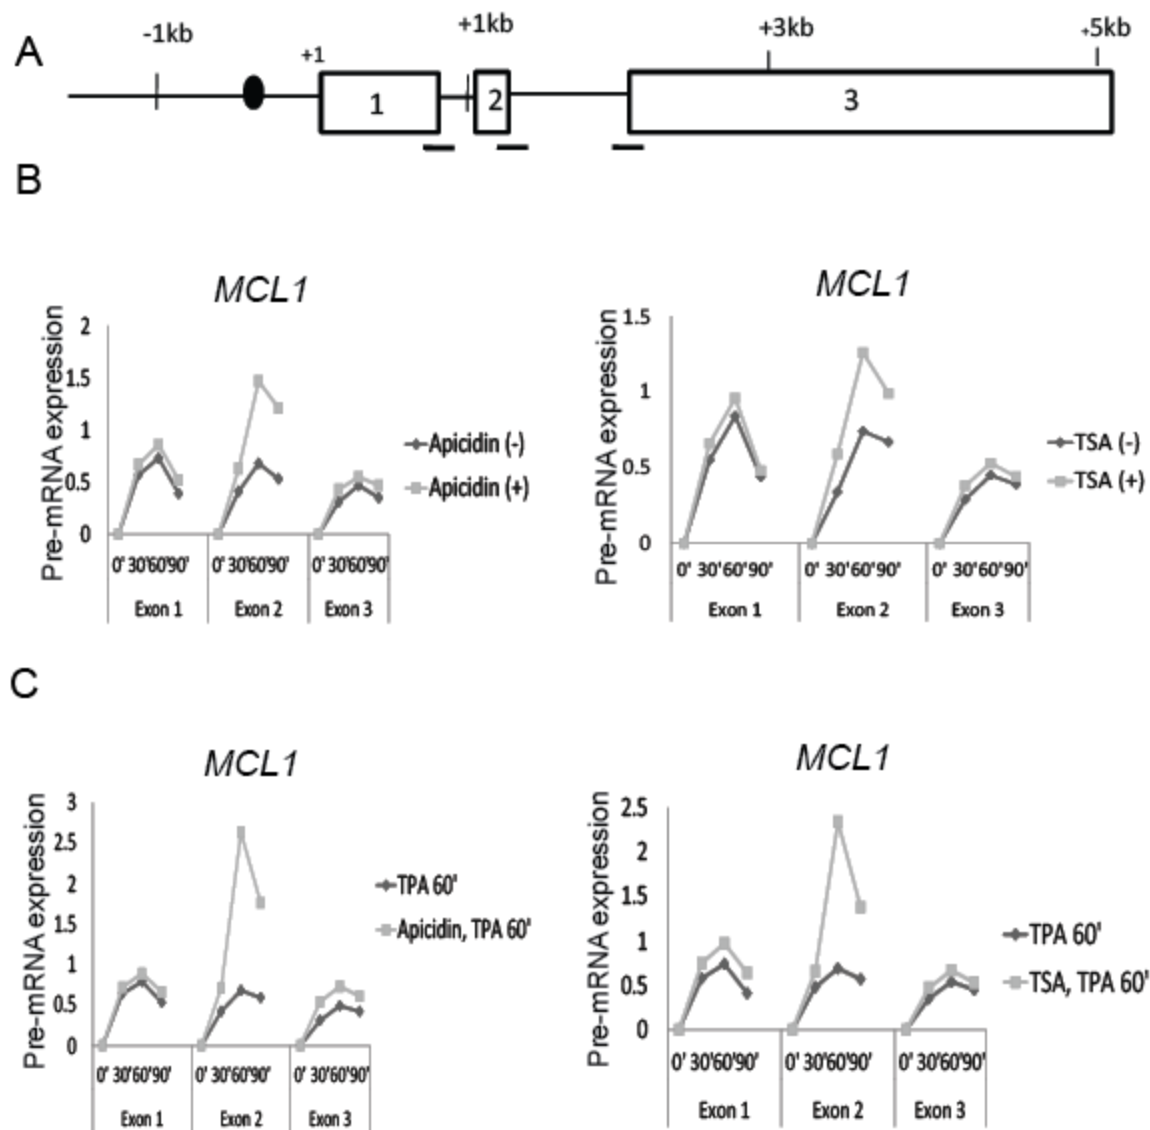 A
-1kb
+1
+1kb
+3kb
+5kb
1
2
3
B
MCL1
Pre-mRNA expression
2
1.5
1
0.5
0
0' 30'60'90' 0' 30'60'90' 0' 30'60'90'
Exon 1 Exon 2 Exon 3
Apicidin (-)
Apicidin (+)
MCL1
Pre-mRNA expression
1.5
1
0.5
0
0' 30'60'90' 0' 30'60'90' 0' 30'60'90'
Exon 1 Exon 2 Exon 3
TSA (-)
TSA (+)
C
MCL1
Pre-mRNA expression
3
2.5
2
1.5
1
0.5
0
0' 30'60'90' 0' 30'60'90' 0' 30'60'90'
Exon 1 Exon 2 Exon 3
TPA 60'
Apicidin, TPA 60'
MCL1
Pre-mRNA expression
2.5
2
1.5
1
0.5
0
0' 30'60'90' 0' 30'60'90' 0' 30'60'90'
Exon 1 Exon 2 Exon 3
TPA 60'
TSA, TPA 60'